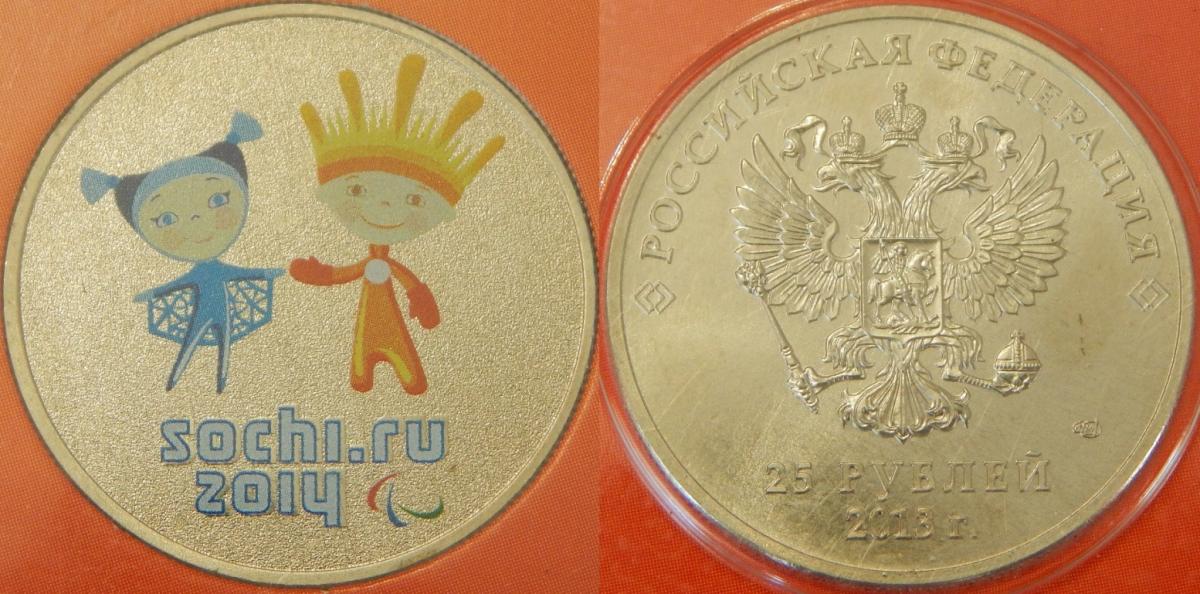 sochi.ru
2014
РОССИЙСКАЯ ФЕДЕРАЦИЯ
25 РУБЛЕЙ
2013 г.